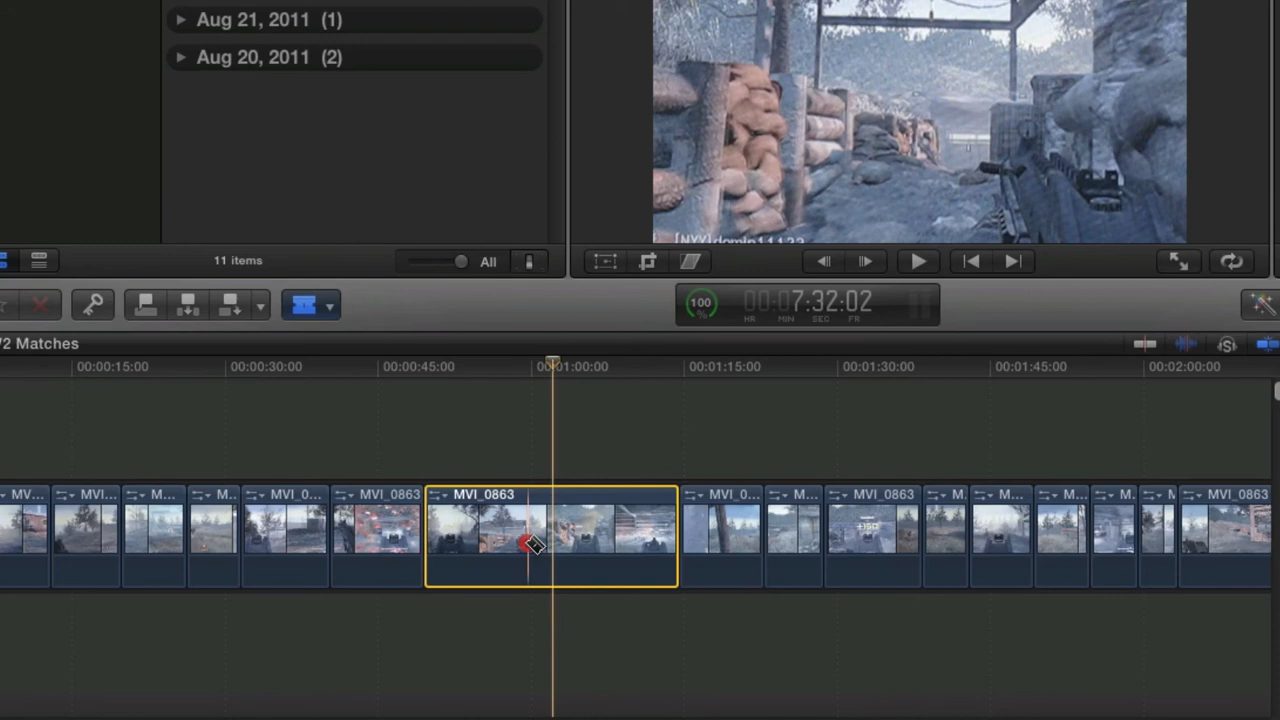 Aug 21, 2011 (1)
Aug 20, 2011 (2)
11 items
All
100
%
00:07:32:02
HR MIN SEC FR
/2 Matches
00:00:15:00
00:00:30:00
00:00:45:00
00:01:00:00
00:01:15:00
00:01:30:00
00:01:45:00
00:02:00:00
MV...
MVI...
M...
M..
MVI_0...
MVI_0863
MVI_0863
MVI_0...
M...
MVI_0863
M.
M...
M...
M.
M
MVI_0863